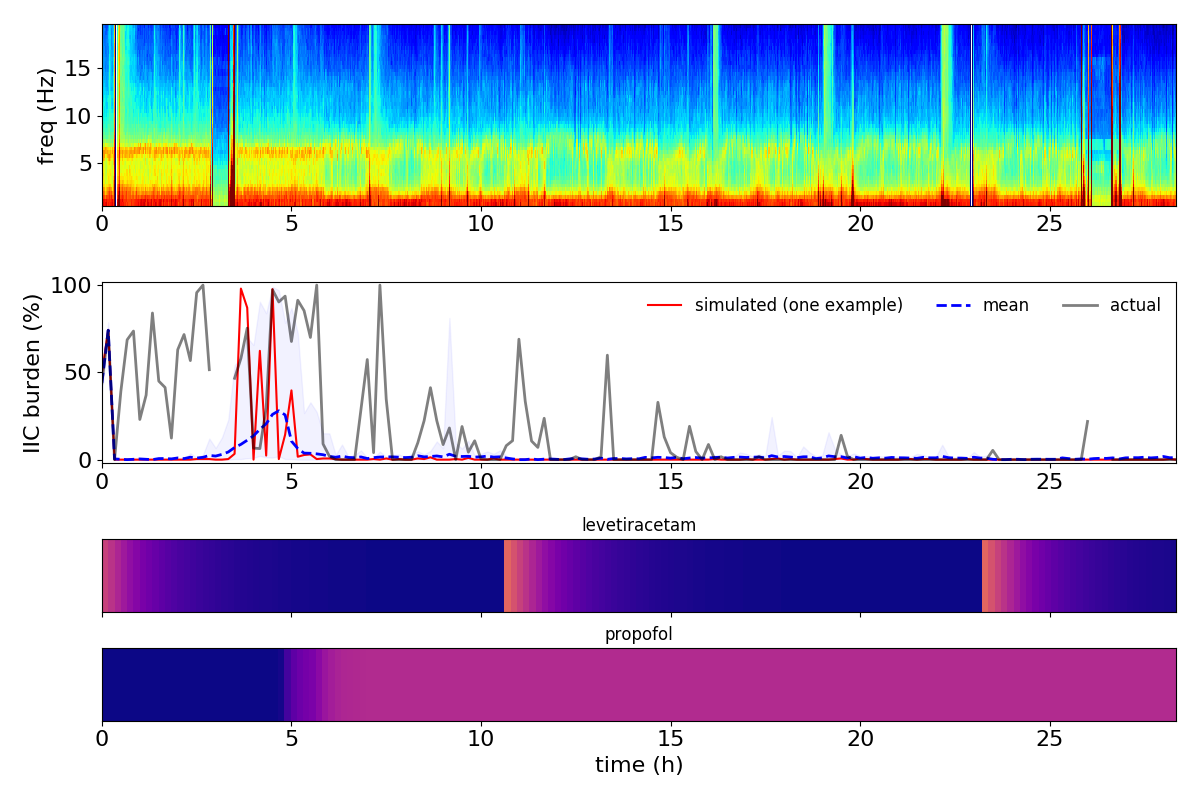 freq (Hz)
15
10
5
0 5 10 15 20 25
IIC burden (%)
100
50
0
simulated (one example) mean actual
0 5 10 15 20 25
levetiracetam
propofol
0 5 10 15 20 25
time (h)